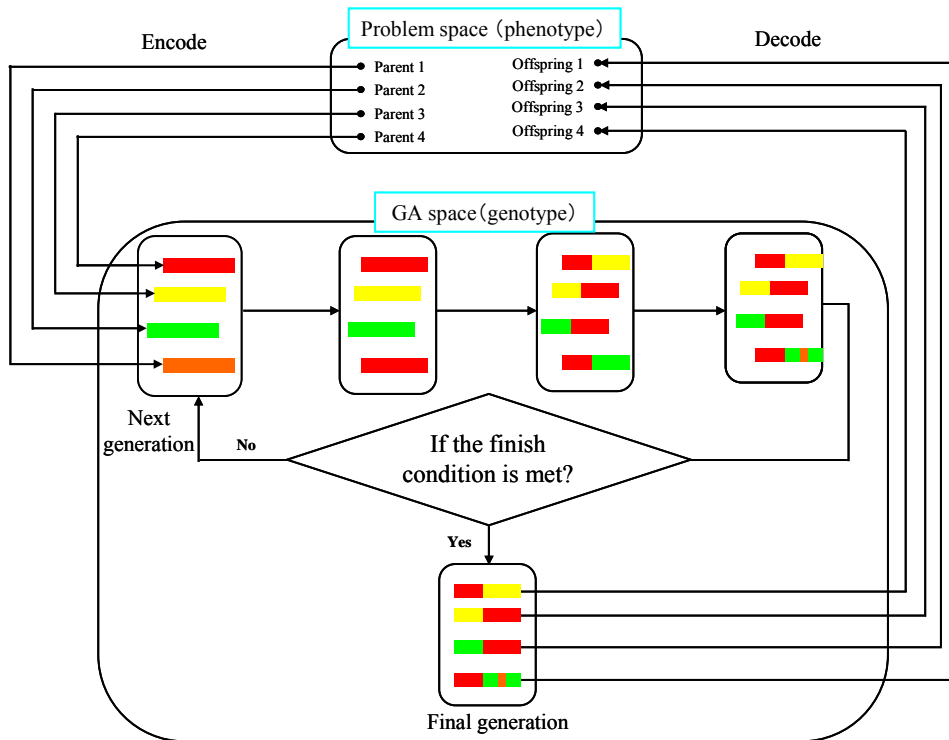 Encode
Problem space (phenotype)
Decode
Parent 1
Parent 2
Parent 3
Parent 4
Offspring 1
Offspring 2
Offspring 3
Offspring 4
GA space(genotype)
Next
generation
No
If the finish
condition is met?
Yes
Final generation